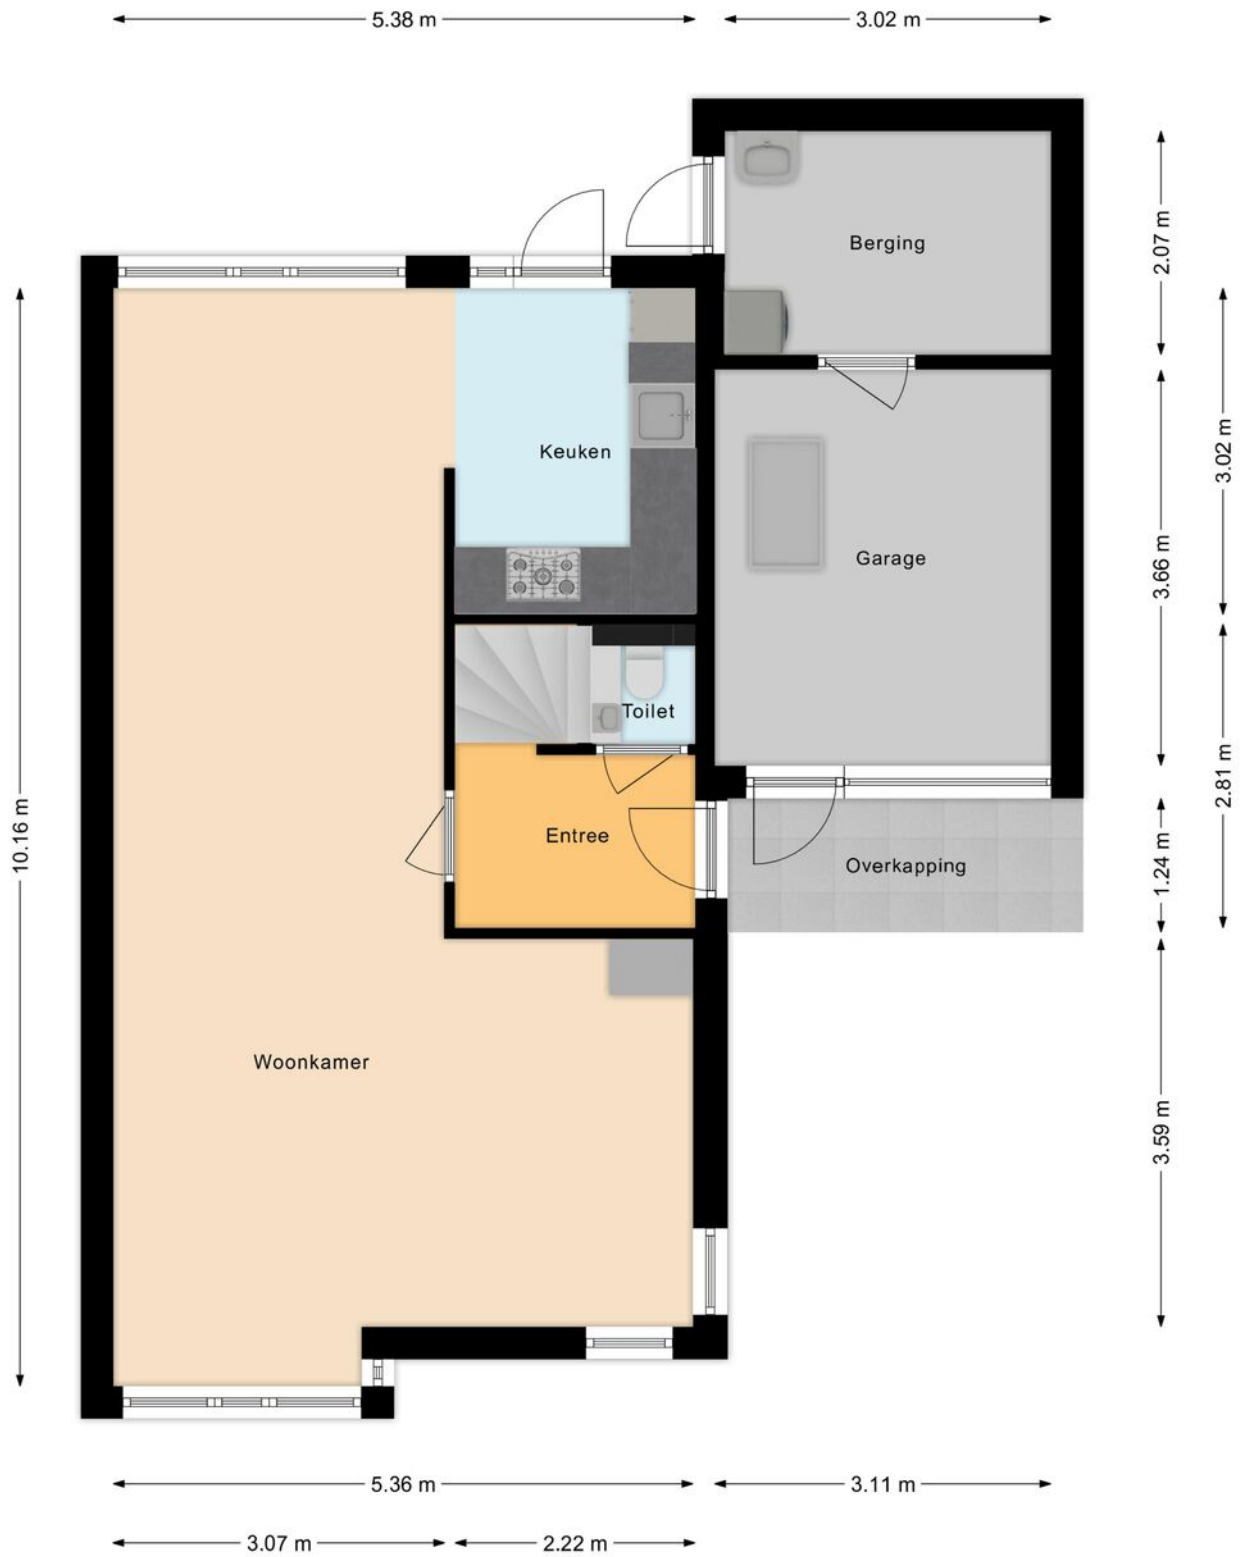 5.38 m
3.02 m
Berging
2.07 m
Keuken
3.02 m
Garage
3.66 m
Toilet
2.81 m
Entree
10.16 m
Overkapping
1.24 m
Woonkamer
3.59 m
5.36 m
3.11 m
3.07 m
2.22 m